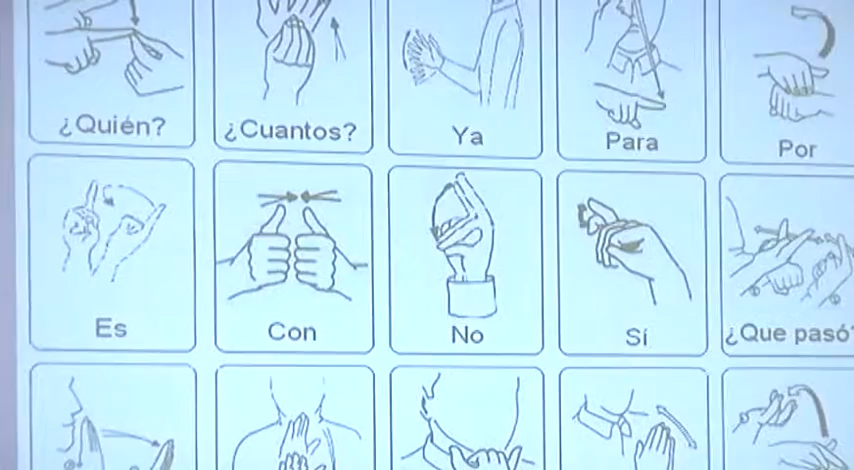 ¿Quién?
¿Cuantos?
Ya
Para
Por
Es
Con
No
Sí
¿Que pasó?